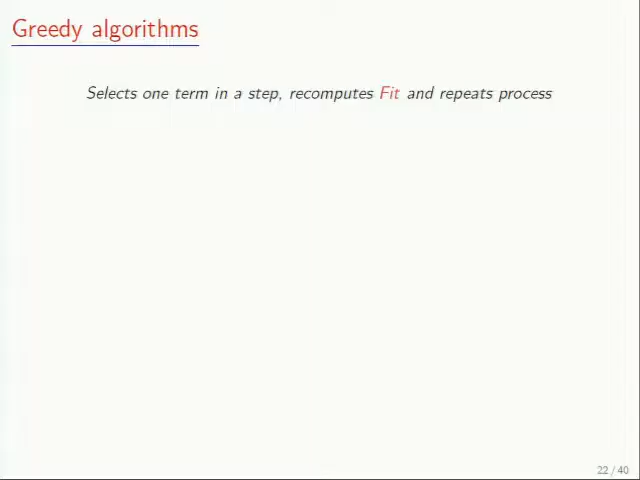 Greedy algorithms
Selects one term in a step, recomputes Fit and repeats process
22 / 40